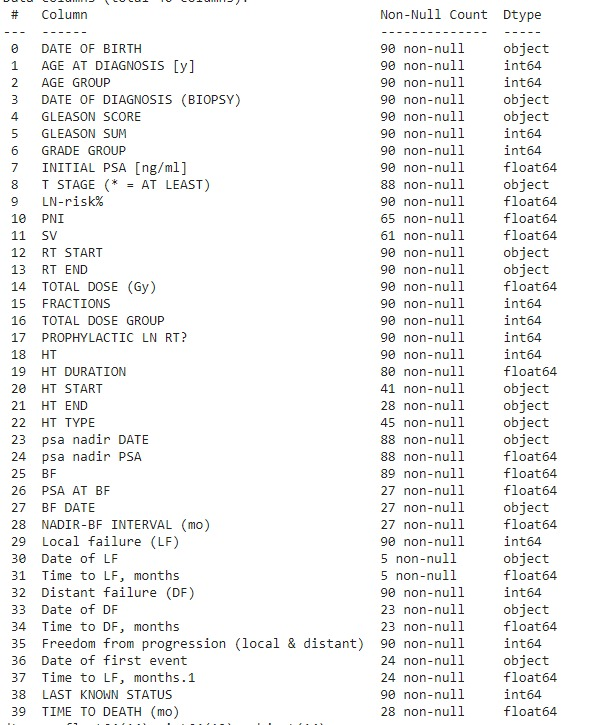 Data columns (total 40 columns):
 #   Column                                       Non-Null Count  Dtype
---  ------                                       --------------  -----
 0   DATE OF BIRTH                                90 non-null     object
 1   AGE AT DIAGNOSIS [y]                         90 non-null     int64
 2   AGE GROUP                                    90 non-null     int64
 3   DATE OF DIAGNOSIS (BIOPSY)                   90 non-null     object
 4   GLEASON SCORE                                90 non-null     object
 5   GLEASON SUM                                  90 non-null     int64
 6   GRADE GROUP                                  90 non-null     int64
 7   INITIAL PSA [ng/ml]                          90 non-null     float64
 8   T STAGE (* = AT LEAST)                       88 non-null     object
 9   LN-risk%                                     90 non-null     float64
 10  PNI                                          65 non-null     float64
 11  SV                                           61 non-null     float64
 12  RT START                                     90 non-null     object
 13  RT END                                       90 non-null     object
 14  TOTAL DOSE (Gy)                              90 non-null     float64
 15  FRACTIONS                                    90 non-null     int64
 16  TOTAL DOSE GROUP                             90 non-null     int64
 17  PROPHYLACTIC LN RT?                          90 non-null     int64
 18  HT                                           90 non-null     int64
 19  HT DURATION                                  80 non-null     float64
 20  HT START                                     41 non-null     object
 21  HT END                                       28 non-null     object
 22  HT TYPE                                      45 non-null     object
 23  psa nadir DATE                               88 non-null     object
 24  psa nadir PSA                                88 non-null     float64
 25  BF                                           89 non-null     float64
 26  PSA AT BF                                    27 non-null     float64
 27  BF DATE                                      27 non-null     object
 28  NADIR-BF INTERVAL (mo)                       27 non-null     float64
 29  Local failure (LF)                           90 non-null     int64
 30  Date of LF                                   5 non-null      object
 31  Time to LF, months                           5 non-null      float64
 32  Distant failure (DF)                         90 non-null     int64
 33  Date of DF                                   23 non-null     object
 34  Time to DF, months                           23 non-null     float64
 35  Freedom from progression (local & distant)  90 non-null     int64
 36  Date of first event                          24 non-null     object
 37  Time to LF, months.1                         24 non-null     float64
 38  LAST KNOWN STATUS                            90 non-null     int64
 39  TIME TO DEATH (mo)                           28 non-null     float64